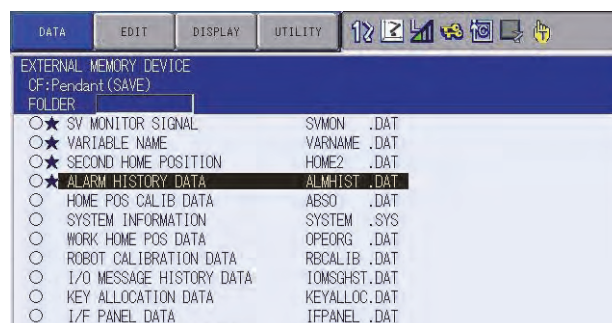 DATA EDIT DISPLAY UTILITY
EXTERNAL MEMORY DEVICE
CF:Pendant(SAVE)
FOLDER
SV MONITOR SIGNAL SVMON .DAT
VARIABLE NAME VARNAME .DAT
SECOND HOME POSITION HOME2 .DAT
ALARM HISTORY DATA ALMHIST .DAT
HOME POS CALIB DATA ABSO .DAT
SYSTEM INFORMATION SYSTEM .SYS
WORK HOME POS DATA OPEORG .DAT
ROBOT CALIBRATION DATA RBCALIB .DAT
I/O MESSAGE HISTORY DATA IOMSGHST.DAT
KEY ALLOCATION DATA KEYALLOC.DAT
I/F PANEL DATA IFPANEL .DAT